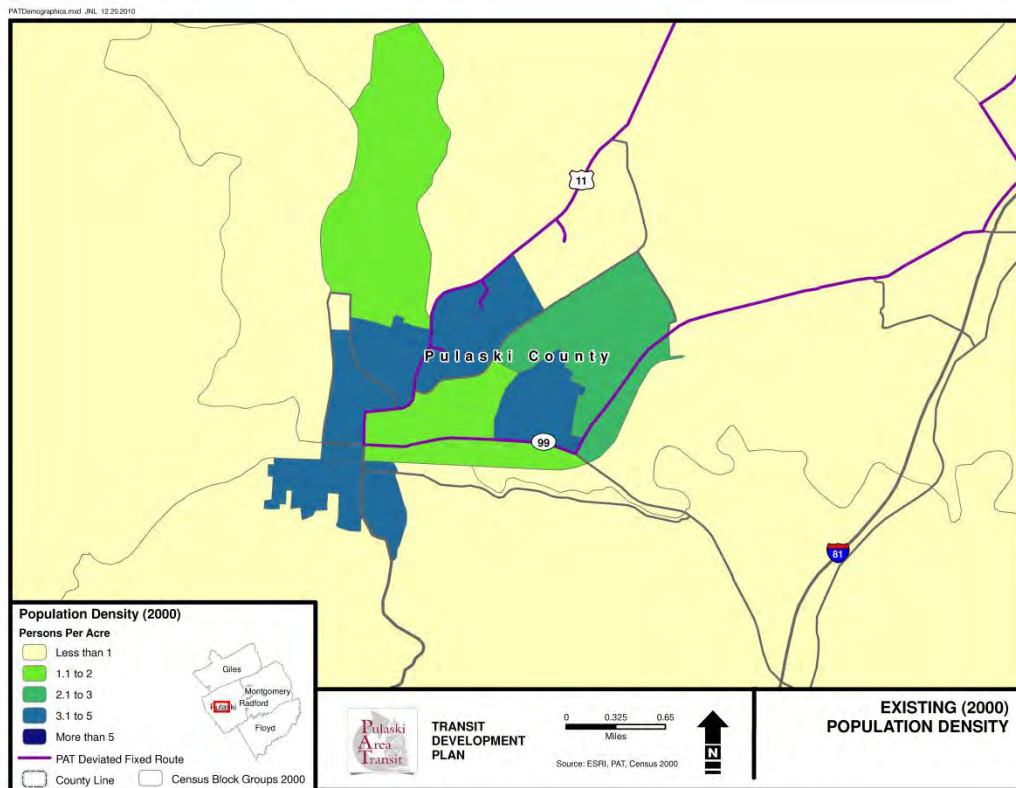 PATDemographics.mxd JNL 12.20.2010
11
Pulaski County
99
81
Population Density (2000)
Persons Per Acre
Less than 1
1.1 to 2
2.1 to 3
3.1 to 5
More than 5
PAT Deviated Fixed Route
County Line
Census Block Groups 2000
Giles
Montgomery
Pulaski
Radford
Floyd
Pulaski
Area
Transit
TRANSIT
DEVELOPMENT
PLAN
0 0.325 0.65
Miles
Source: ESRI, PAT, Census 2000
N
EXISTING (2000)
POPULATION DENSITY